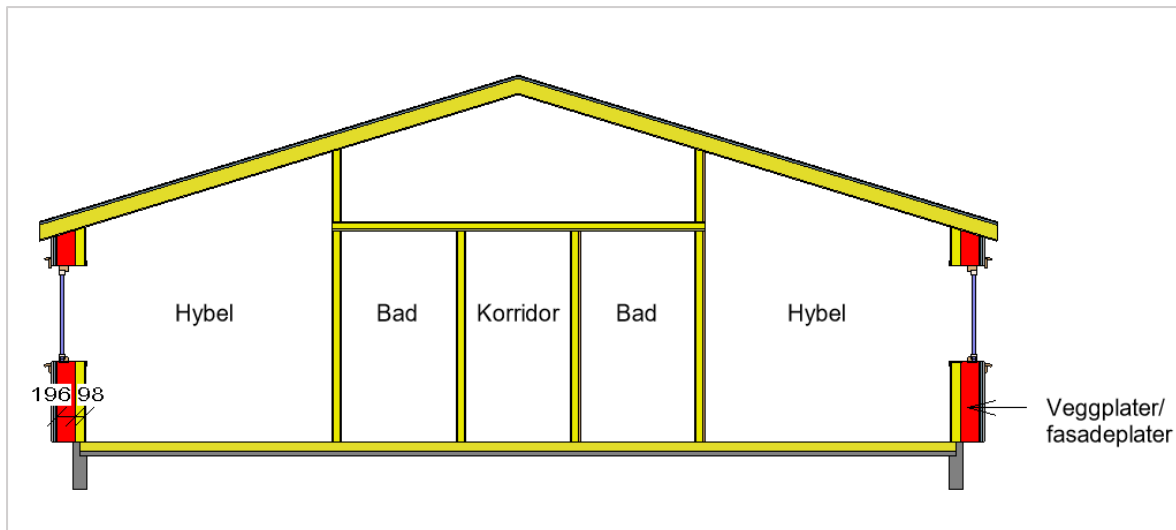 Hybel
Bad
Korridor
Bad
Hybel
196 98
Veggplater/
fasadeplater